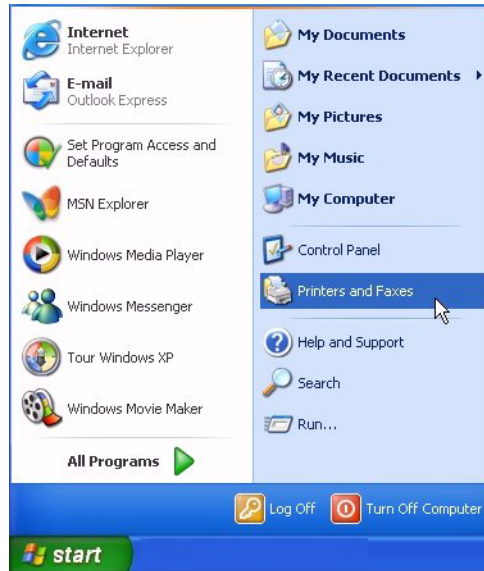 Internet
Internet Explorer
E-mail
Outlook Express
Set Program Access and
Defaults
MSN Explorer
Windows Media Player
Windows Messenger
Tour Windows XP
Windows Movie Maker
All Programs
My Documents
My Recent Documents
My Pictures
My Music
My Computer
Control Panel
Printers and Faxes
Help and Support
Search
Run...
Log Off
Turn Off Computer
start